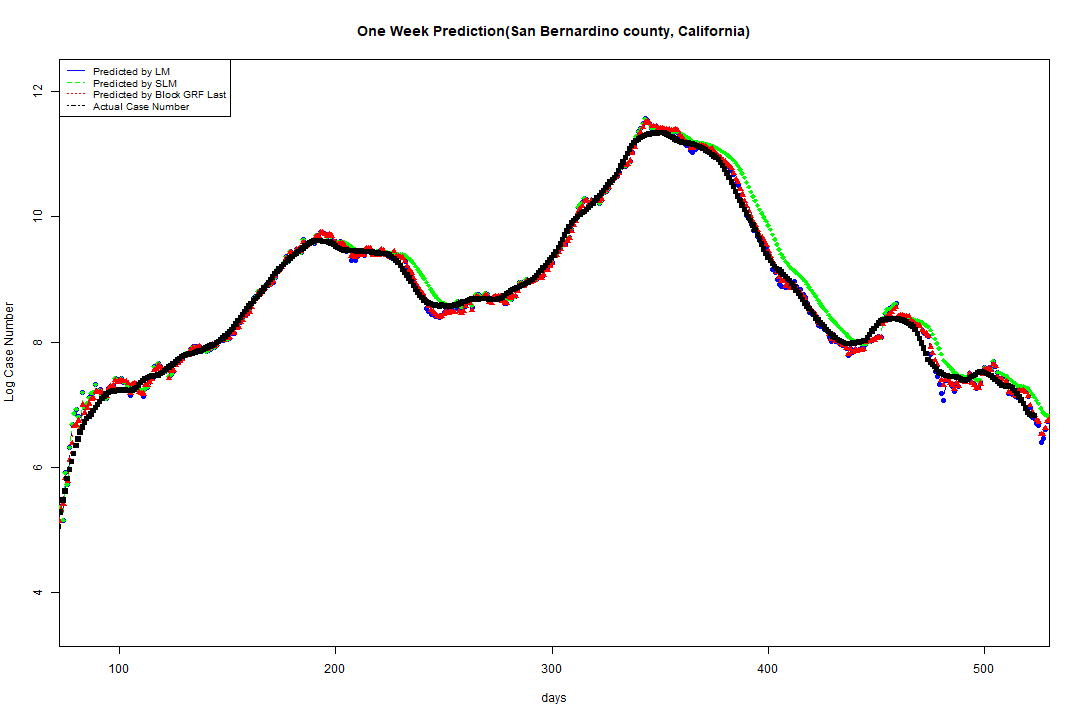 One Week Prediction(San Bernardino county, California)
Predicted by LM
Predicted by SLM
Predicted by Block GRF Last
Actual Case Number
12
10
8
6
4
Log Case Number
100 200 300 400 500
days